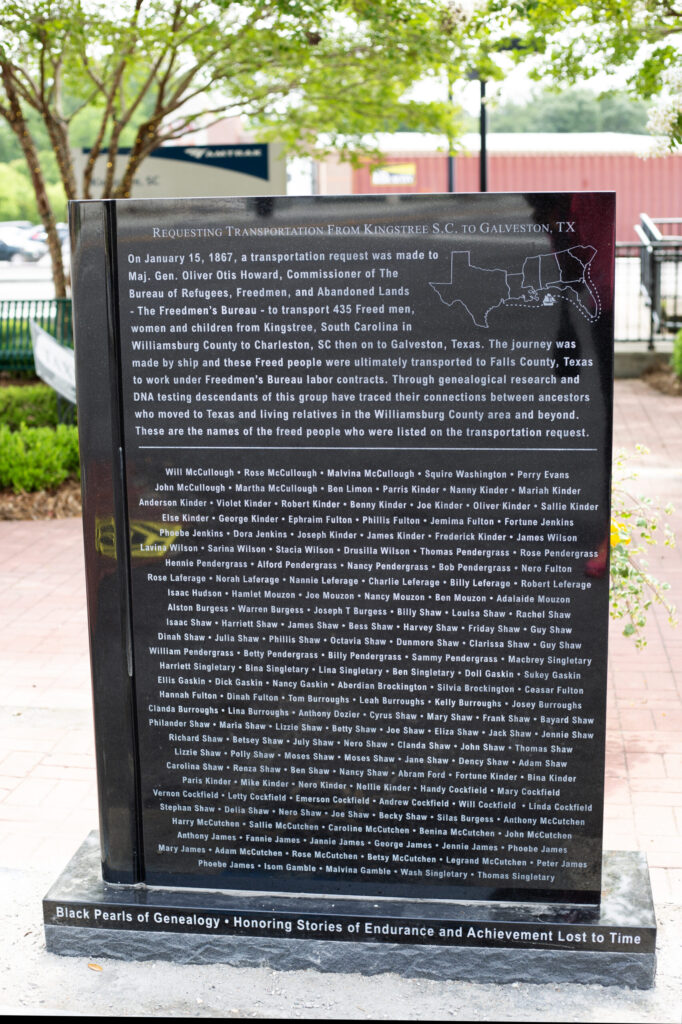 AMTRAK
, SC
REQUESTING TRANSPORTATION FROM KINGSTREE S.C. TO GALVESTON, TX
On January 15, 1867, a transportation request was made to
Maj. Gen. Oliver Otis Howard, Commissioner of The
Bureau of Refugees, Freedmen, and Abandoned Lands
- The Freedmen's Bureau - to transport 435 Freed men,
women and children from Kingstree, South Carolina in
Williamsburg County to Charleston, SC then on to Galveston, Texas. The journey was
made by ship and these Freed people were ultimately transported to Falls County, Texas
to work under Freedmen's Bureau labor contracts. Through genealogical research and
DNA testing descendants of this group have traced their connections between ancestors
who moved to Texas and living relatives in the Williamsburg County area and beyond.
These are the names of the freed people who were listed on the transportation request.
Will McCullough • Rose McCullough • Malvina McCullough • Squire Washington • Perry Evans
John McCullough • Martha McCullough • Ben Limon • Parris Kinder • Nanny Kinder • Mariah Kinder
Anderson Kinder • Violet Kinder • Robert Kinder • Benny Kinder • Joe Kinder • Oliver Kinder • Sallie Kinder
Else Kinder • George Kinder • Ephraim Fulton • Phillis Fulton • Jemima Fulton • Fortune Jenkins
Phoebe Jenkins • Dora Jenkins • Joseph Kinder • James Kinder • Frederick Kinder • James Wilson
Lavina Wilson • Sarina Wilson • Stacia Wilson • Drusilla Wilson • Thomas Pendergrass • Rose Pendergrass
Hennie Pendergrass • Alford Pendergrass • Nancy Pendergrass • Bob Pendergrass • Nero Fulton
Rose Laferage • Norah Laferage • Nannie Leferage • Charlie Leferage • Billy Leferage • Robert Leferage
Isaac Hudson • Hamlet Mouzon • Joe Mouzon • Nancy Mouzon • Ben Mouzon • Adalaide Mouzon
Alston Burgess • Warren Burgess • Joseph T Burgess • Billy Shaw • Louisa Shaw • Rachel Shaw
Isaac Shaw • Harriett Shaw • James Shaw • Bess Shaw • Harvey Shaw • Friday Shaw • Guy Shaw
Dinah Shaw • Julia Shaw • Phillis Shaw • Octavia Shaw • Dunmore Shaw • Clarissa Shaw • Guy Shaw
William Pendergrass • Betty Pendergrass • Billy Pendergrass • Sammy Pendergrass • Macbrey Singletary
Harriett Singletary • Bina Singletary • Lina Singletary • Ben Singletary • Doll Gaskin • Sukey Gaskin
Ellis Gaskin • Dick Gaskin • Nancy Gaskin • Aberdian Brockington • Silvia Brockington • Ceasar Fulton
Hannah Fulton • Dinah Fulton • Tom Burroughs • Leah Burroughs • Kelly Burroughs • Josey Burroughs
Clanda Burroughs • Lina Burroughs • Anthony Dozier • Cyrus Shaw • Mary Shaw • Frank Shaw • Bayard Shaw
Philander Shaw • Maria Shaw • Lizzie Shaw • Betty Shaw • Joe Shaw • Eliza Shaw • Jack Shaw • Jennie Shaw
Richard Shaw • Betsey Shaw • July Shaw • Nero Shaw • Clanda Shaw • John Shaw • Thomas Shaw
Lizzie Shaw • Polly Shaw • Moses Shaw • Moses Shaw • Jane Shaw • Dency Shaw • Adam Shaw
Carolina Shaw • Renza Shaw • Ben Shaw • Nancy Shaw • Abram Ford • Fortune Kinder • Bina Kinder
Paris Kinder • Mike Kinder • Nero Kinder • Nellie Kinder • Handy Cockfield • Mary Cockfield
Vernon Cockfield • Letty Cockfield • Emerson Cockfield • Andrew Cockfield • Will Cockfield • Linda Cockfield
Stephan Shaw • Delia Shaw • Nero Shaw • Joe Shaw • Becky Shaw • Silas Burgess • Anthony McCutchen
Harry McCutchen • Sallie McCutchen • Caroline McCutchen • Benina McCutchen • John McCutchen
Anthony James • Fannie James • Jannie James • George James • Jennie James • Phoebe James
Mary James • Adam McCutchen • Rose McCutchen • Betsy McCutchen • Legrand McCutchen • Peter James
Phoebe James • Isom Gamble • Malvina Gamble • Wash Singletary • Thomas Singletary
Black Pearls of Genealogy • Honoring Stories of Endurance and Achievement Lost to Time